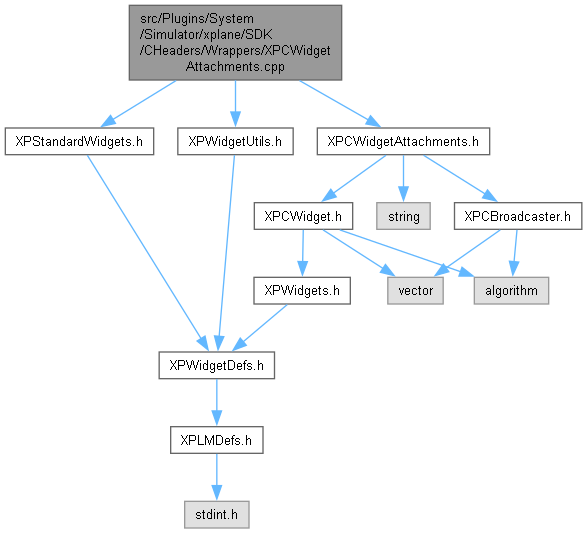 src/Plugins/System
/Simulator/xplane/SDK
/CHeaders/Wrappers/XPCWidget
Attachments.cpp
XPStandardWidgets.h
XPWidgetUtils.h
XPCWidgetAttachments.h
XPCWidget.h
string
XPCBroadcaster.h
XPWidgets.h
vector
algorithm
XPWidgetDefs.h
XPLMDefs.h
stdint.h